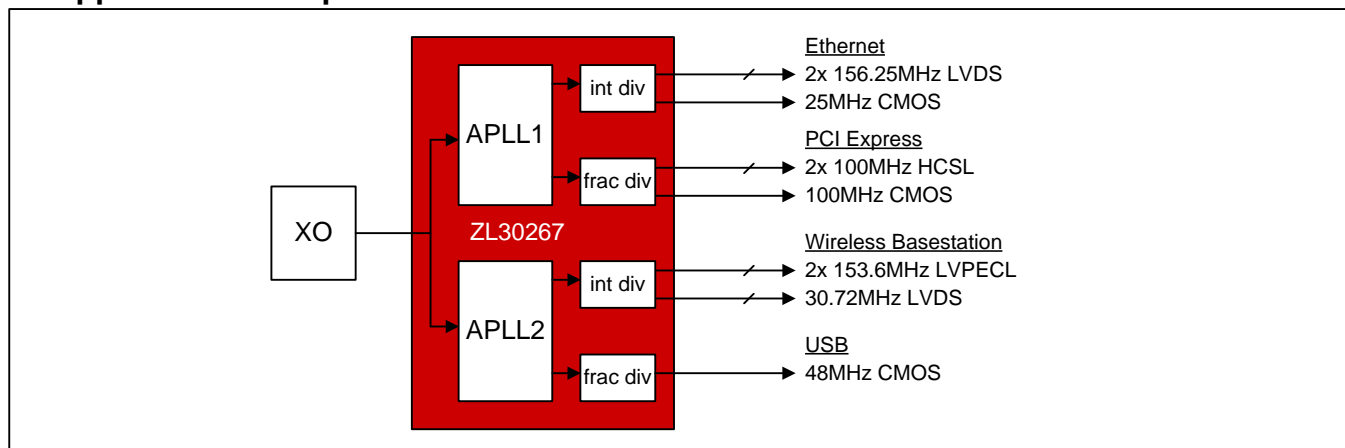 XO
APLL1
int div
frac div
ZL30267
APLL2
int div
frac div
Ethernet
2x 156.25MHz LVDS
25MHz CMOS
PCI Express
2x 100MHz HCSL
100MHz CMOS
Wireless Basestation
2x 153.6MHz LVPECL
30.72MHz LVDS
USB
48MHz CMOS